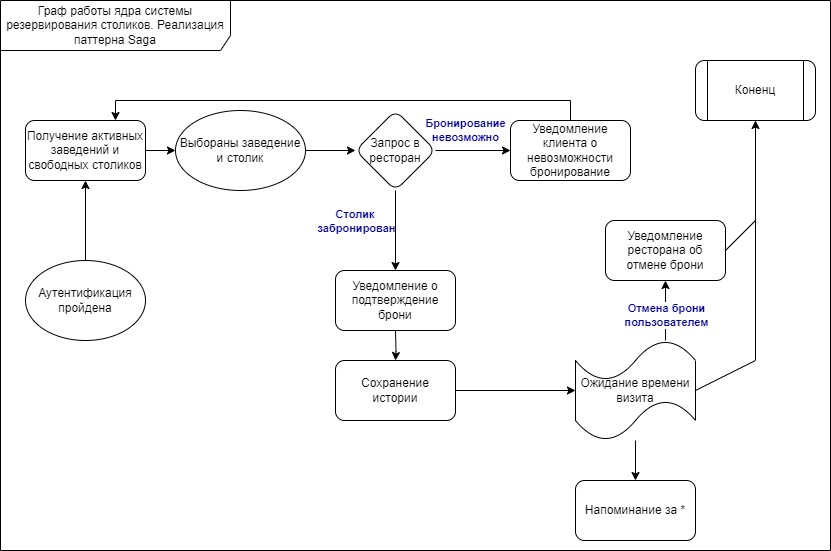 Граф работы ядра системы
резервирования столиков. Реализация
паттерна Saga
Конец
Получение активных
заведений и
свободных столиков
Выбораны заведение
и столик
Запрос в
ресторан
Бронирование
невозможно
Уведомление
клиента о
невозможности
бронирование
Столик
забронирован
Уведомление
ресторана об
отмене брони
Аутентификация
пройдена
Уведомление о
подтверждение
брони
Отмена брони
пользователем
Сохранение
истории
Ожидание времени
визита
Напоминание за *